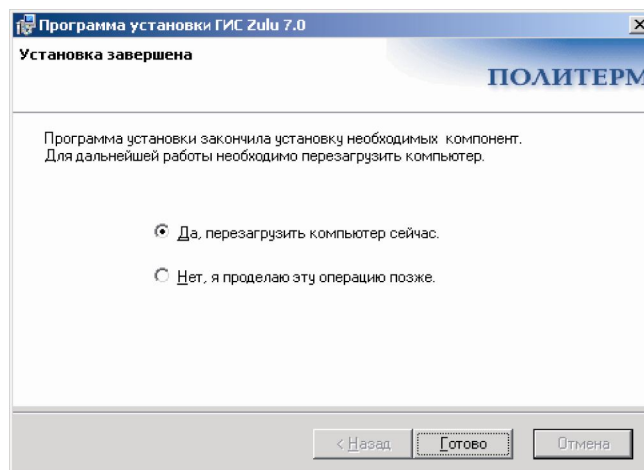 Программа установки ГИС Zulu 7.0
Установка завершена
ПОЛИТЕРМ
Программа установки закончила установку необходимых компонент.
Для дальнейшей работы необходимо перезагрузить компьютер.
Да, перезагрузить компьютер сейчас.
Нет, я проделаю эту операцию позже.
< Назад
Готово
Отмена